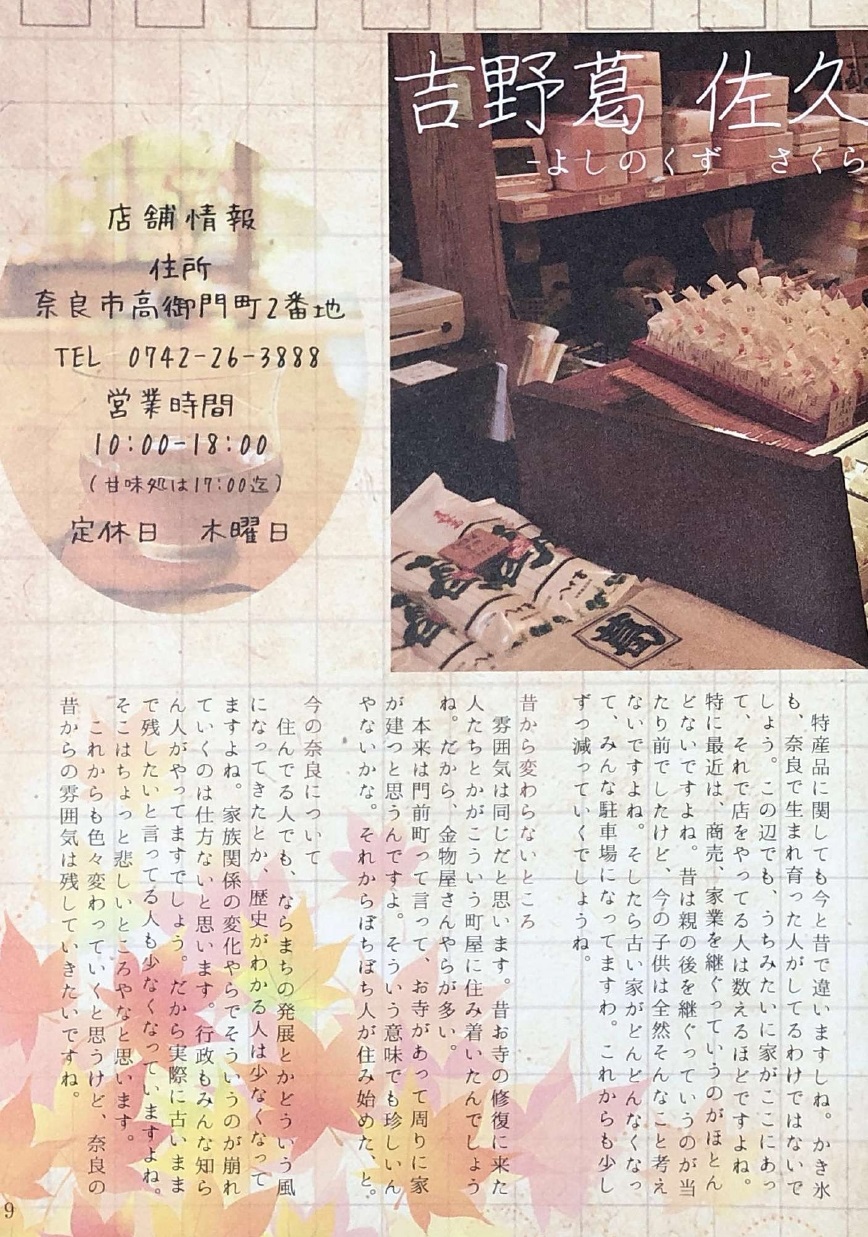 吉野葛 佐久
-よしのくず さくら
店舗情報
住所
奈良市高御門町2番地
TEL 0742-26-3888
営業時間
10:00-18:00
(甘味処は17:00迄)
定休日 木曜日
特産品に関しても今と昔で違いますしね。かき氷
も、奈良で生まれ育った人がしてるわけではないで
しょう。この辺でも、うちみたいに家がここにあっ
て、それで店をやってる人は数えるほどですよね。
特に最近は、商売、家業を継ぐっていうのがほとん
どないですよね。昔は親の後を継ぐっていうのが当
たり前でしたけど、今の子供は全然そんなこと考え
ないですよね。そしたら古い家がどんどんなくなっ
て、みんな駐車場になってますわ。これからも少し
ずつ減っていくでしょうね。
昔から変わらないところ
雰囲気は同じだと思います。昔お寺の修復に来た
人たちとかがこういう町屋に住み着いたんでしょう
ね。だから、金物屋さんやらが多い。
本来は門前町って言って、お寺があって周りに家
が建つと思うんですよ。そういう意味でも珍しいん
やないかな。それからぼちぼち人が住み始めた、と。
今の奈良について
住んでる人でも、ならまちの発展とかどういう風
になってきたとか、歴史がわかる人は少なくなって
ますよね。家族関係の変化やらでそういうのが崩れ
ていくのは仕方ないと思います。行政もみんな知ら
ん人がやってますでしょう。だから実際に古いまま
で残したいと言ってる人も少なくなっていますよね。
そこはちょっと悲しいところやなと思います。
これからも色々変わっていくと思うけど、奈良の
昔からの雰囲気は残していきたいですね。
葛
9